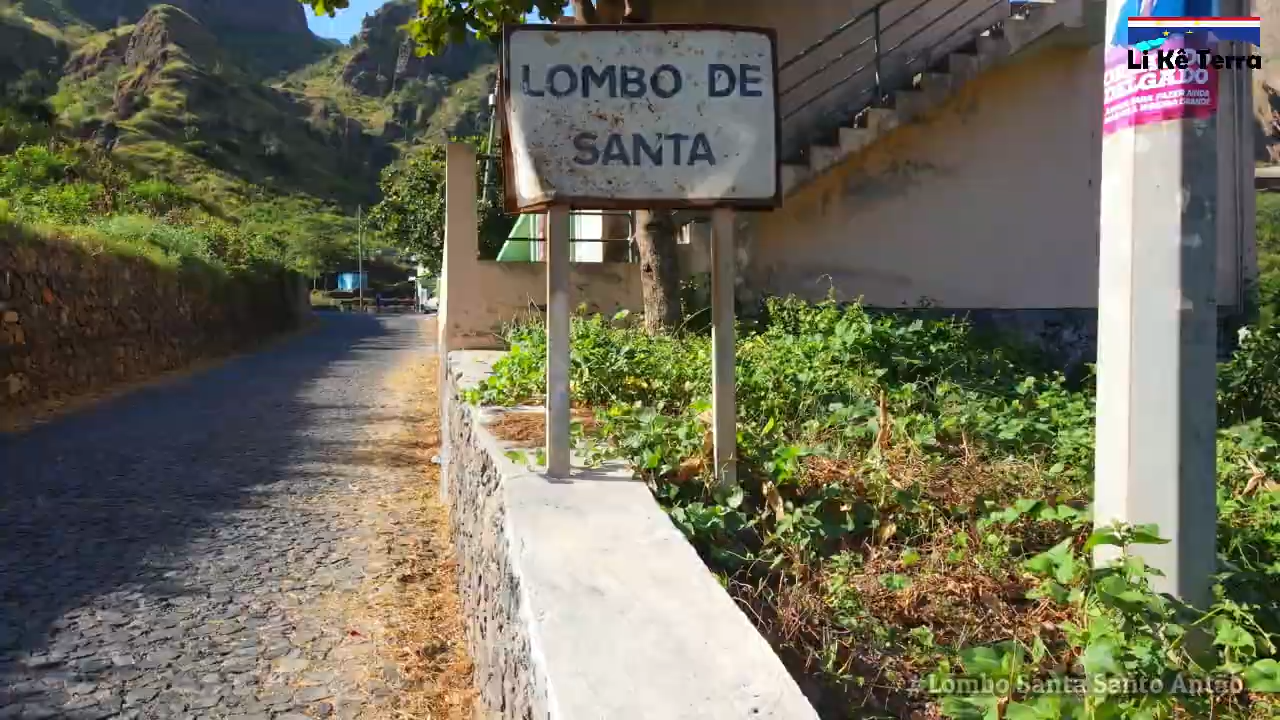 LOMBO DE
SANTA
Li Kê Terra
DELGADO
#Lombo Santa Santo Antão